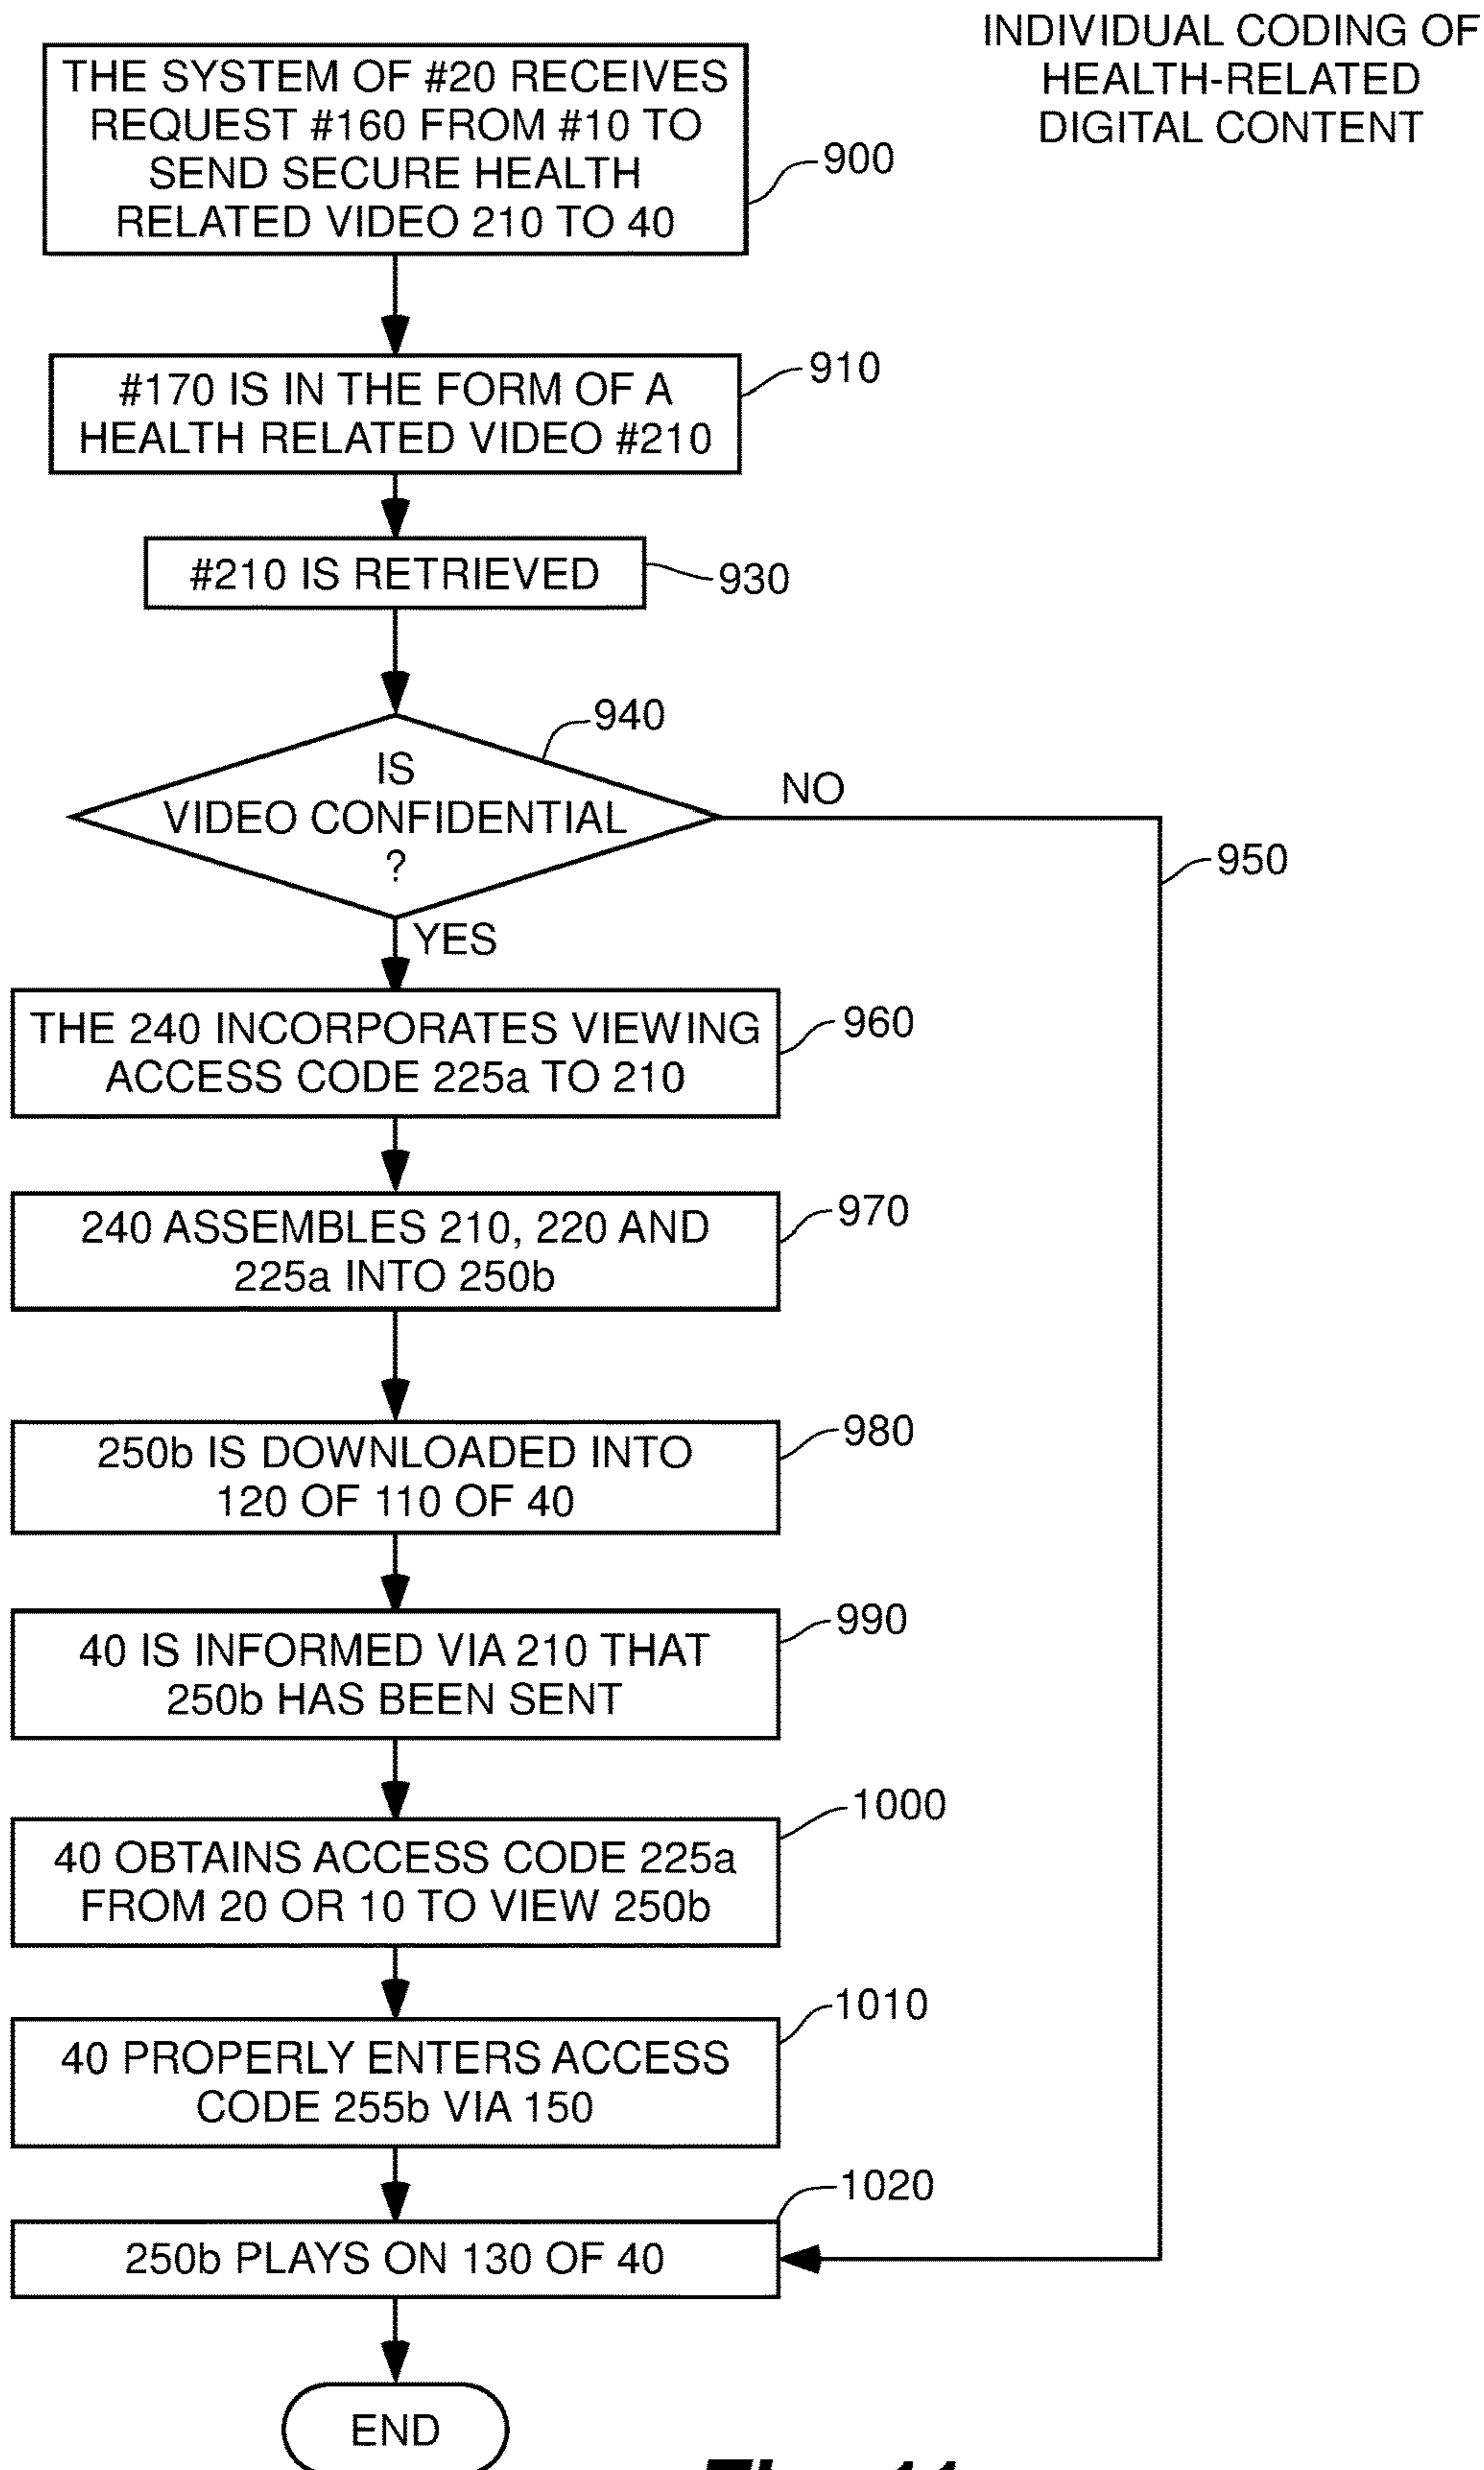 INDIVIDUAL CODING OF
HEALTH-RELATED
DIGITAL CONTENT
THE SYSTEM OF #20 RECEIVES
REQUEST #160 FROM #10 TO
SEND SECURE HEALTH
RELATED VIDEO 210 TO 40
900
#170 IS IN THE FORM OF A
HEALTH RELATED VIDEO #210
910
#210 IS RETRIEVED
930
940
IS
VIDEO CONFIDENTIAL
?
NO
950
YES
THE 240 INCORPORATES VIEWING
ACCESS CODE 225a TO 210
960
240 ASSEMBLES 210, 220 AND
225a INTO 250b
970
250b IS DOWNLOADED INTO
120 OF 110 OF 40
980
40 IS INFORMED VIA 210 THAT
250b HAS BEEN SENT
990
40 OBTAINS ACCESS CODE 225a
FROM 20 OR 10 TO VIEW 250b
1000
40 PROPERLY ENTERS ACCESS
CODE 255b VIA 150
1010
250b PLAYS ON 130 OF 40
1020
END